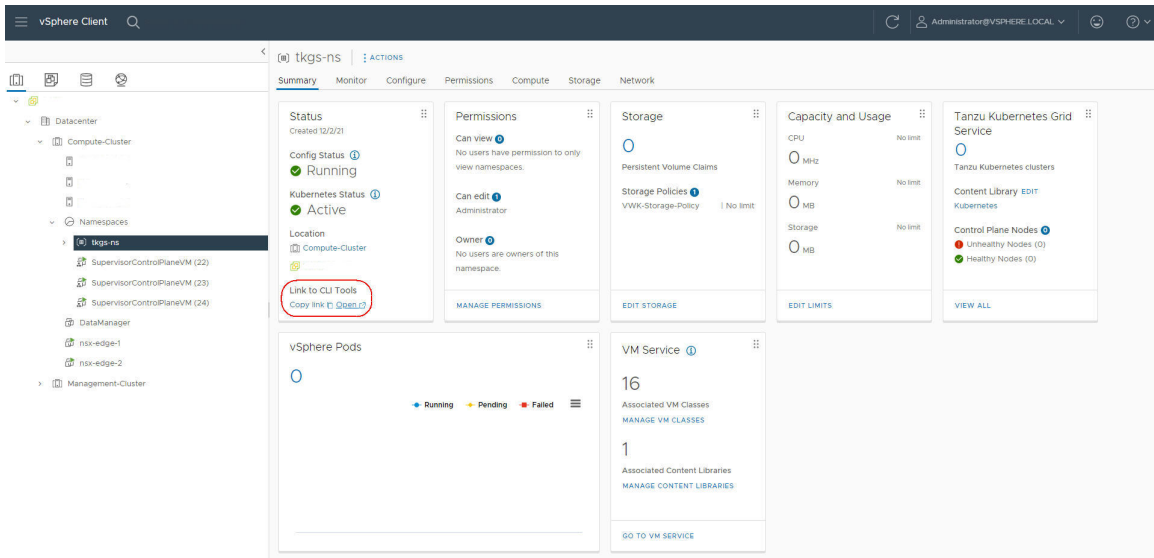 vSphere Client
Administrator@VSPHERE.LOCAL
Datacenter
Compute-Cluster
Namespaces
tkgs-ns
SupervisorControlPlaneVM (22)
SupervisorControlPlaneVM (23)
SupervisorControlPlaneVM (24)
DataManager
nsx-edge-1
nsx-edge-2
Management-Cluster
tkgs-ns
ACTIONS
Summary Monitor Configure Permissions Compute Storage Network
Status
Created 12/2/21
Config Status
Running
Kubernetes Status
Active
Location
Compute-Cluster
Link to CLI Tools
Copy link Open
Permissions
Can view 0
No users have permission to only
view namespaces.
Can edit 1
Administrator
Owner 0
No users are owners of this
namespace.
MANAGE PERMISSIONS
Storage
0
Persistent Volume Claims
Storage Policies 1
VWK-Storage-Policy | No limit
EDIT STORAGE
Capacity and Usage
CPU No limit
0 MHz
Memory No limit
0 MB
Storage No limit
0 MB
EDIT LIMITS
Tanzu Kubernetes Grid
Service
0
Tanzu Kubernetes clusters
Content Library EDIT
Kubernetes
Control Plane Nodes 0
Unhealthy Nodes (0)
Healthy Nodes (0)
VIEW ALL
vSphere Pods
0
Running Pending Failed
VM Service
16
Associated VM Classes
MANAGE VM CLASSES
1
Associated Content Libraries
MANAGE CONTENT LIBRARIES
GO TO VM SERVICE